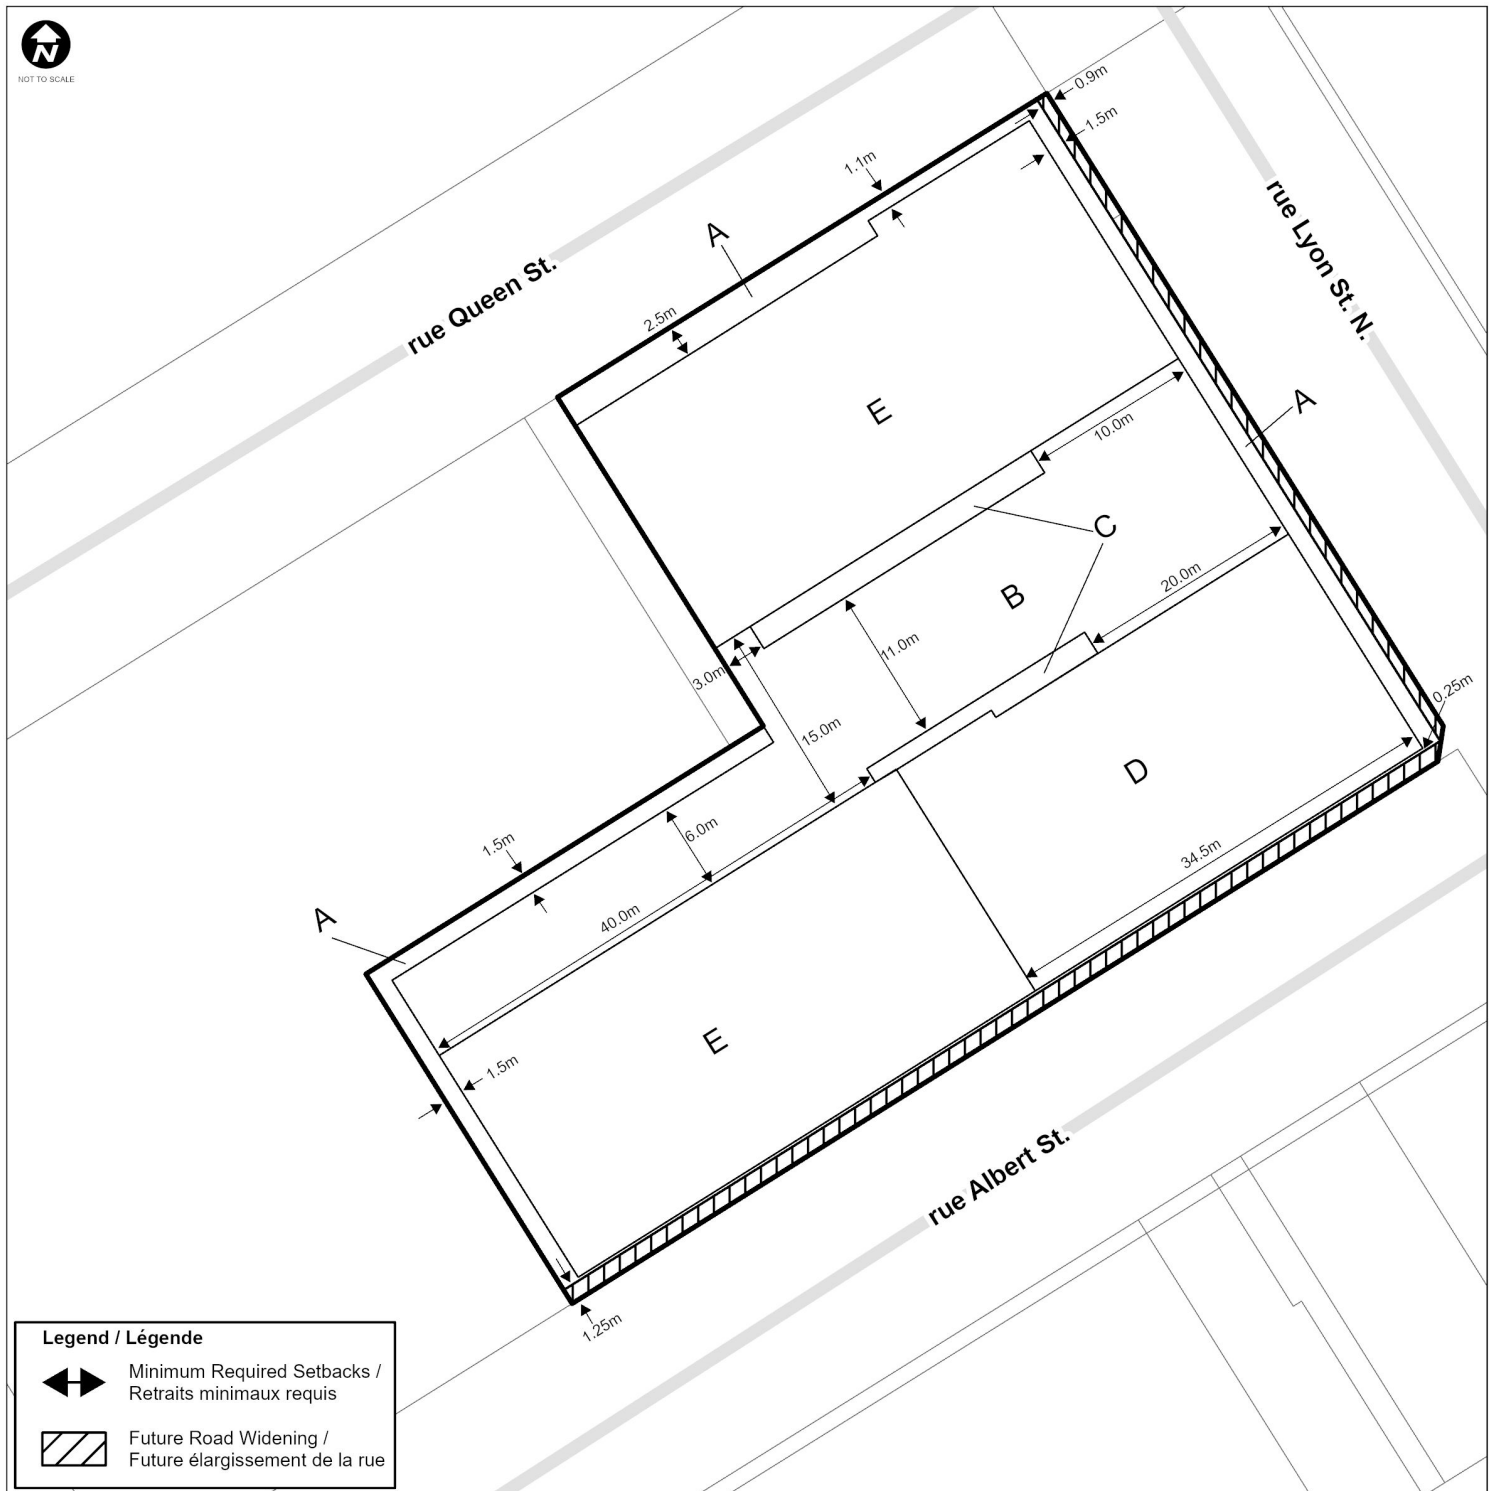 N
NOT TO SCALE
0.9m
1.5m
1.1m
rue Lyon St. N.
A
rue Queen St.
2.5m
E
A
10.0m
C
B
20.0m
11.0m
3.0m
15.0m
0.25m
D
6.0m
1.5m
34.5m
A
40.0m
E
1.5m
rue Albert St.
1.25m
Legend / Légende
Minimum Required Setbacks /
Retraits minimaux requis
Future Road Widening /
Future élargissement de la rue